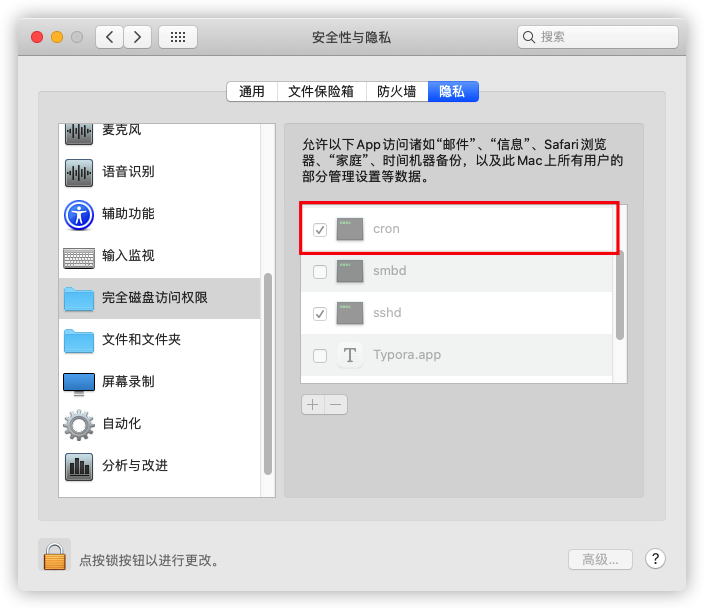 安全性与隐私
搜索
通用
文件保险箱
防火墙
隐私
麦克风
语音识别
辅助功能
输入监视
完全磁盘访问权限
文件和文件夹
屏幕录制
自动化
分析与改进
允许以下App访问诸如“邮件”、“信息”、Safari浏览
器、“家庭”、时间机器备份，以及此Mac上所有用户的
部分管理设置等数据。
cron
smbd
sshd
T
Typora.app
点按锁按钮以进行更改。
高级...
?